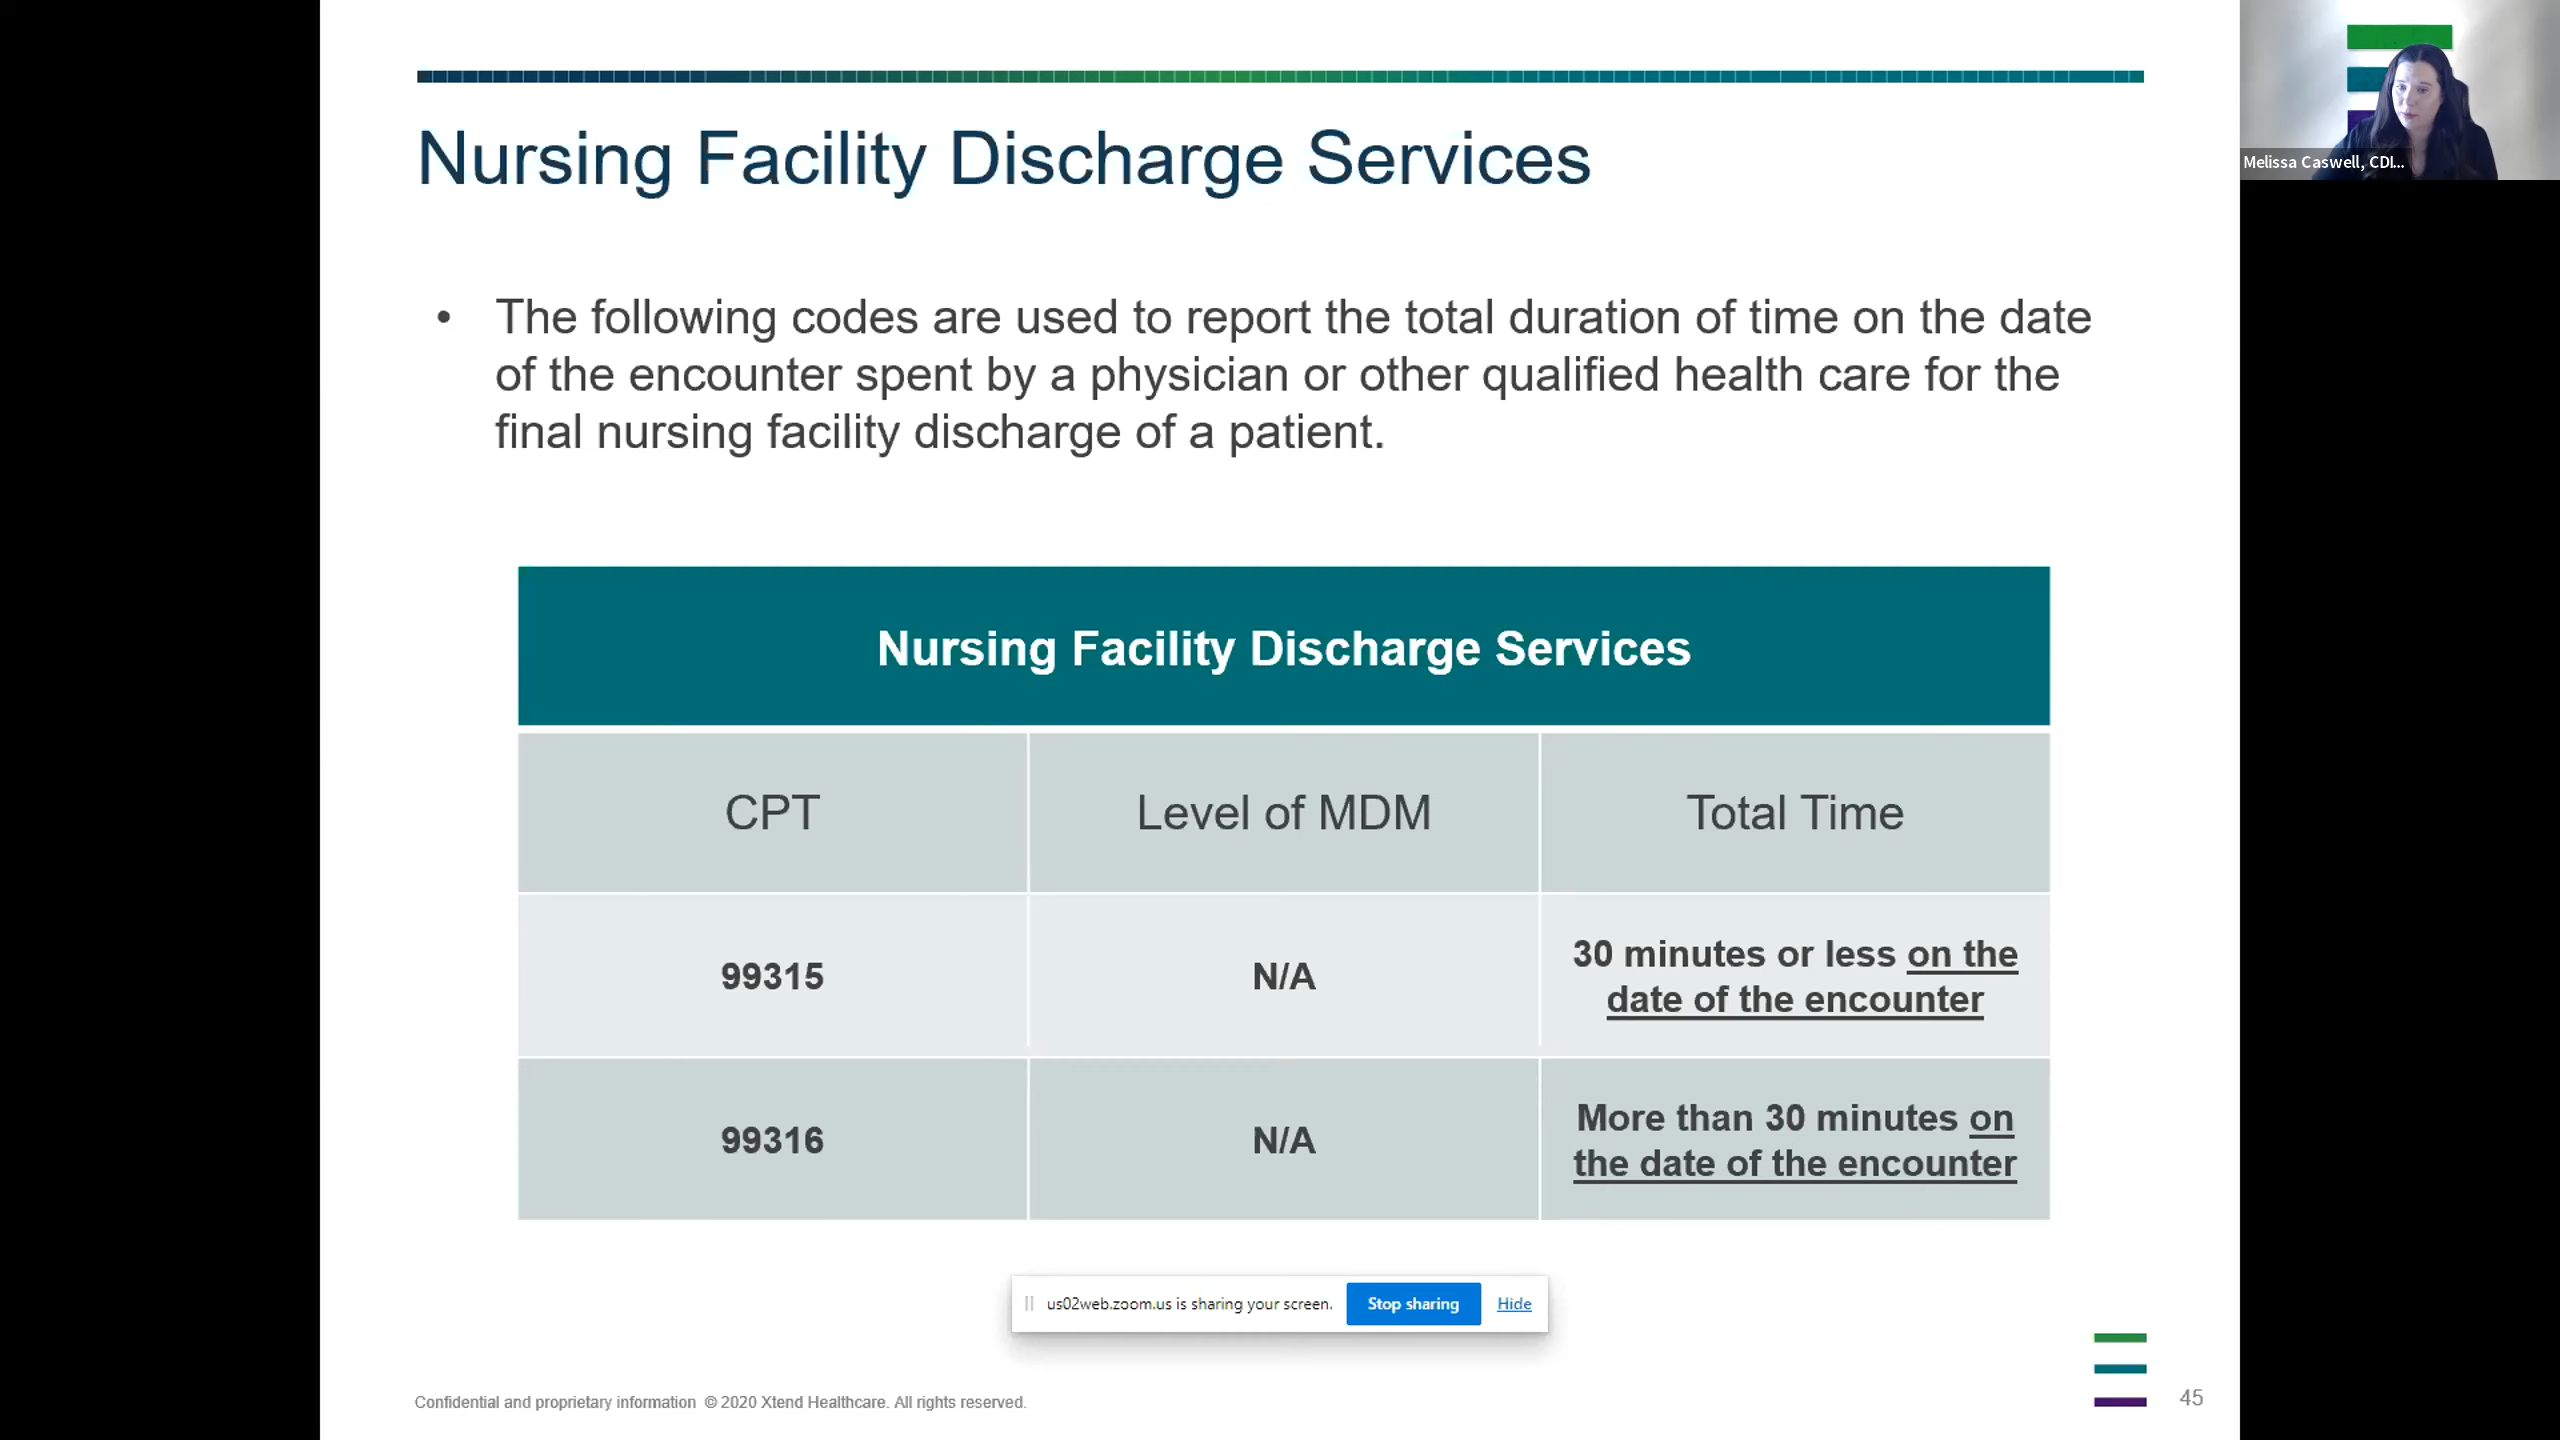 Nursing Facility Discharge Services
Melissa Caswell, CDI...
• The following codes are used to report the total duration of time on the date
of the encounter spent by a physician or other qualified health care for the
final nursing facility discharge of a patient.
Nursing Facility Discharge Services
CPT Level of MDM Total Time
99315 N/A 30 minutes or less on the
date of the encounter
99316 N/A More than 30 minutes on
the date of the encounter
us02web.zoom.us is sharing your screen. Stop sharing Hide
Confidential and proprietary information © 2020 Xtend Healthcare. All rights reserved.
45